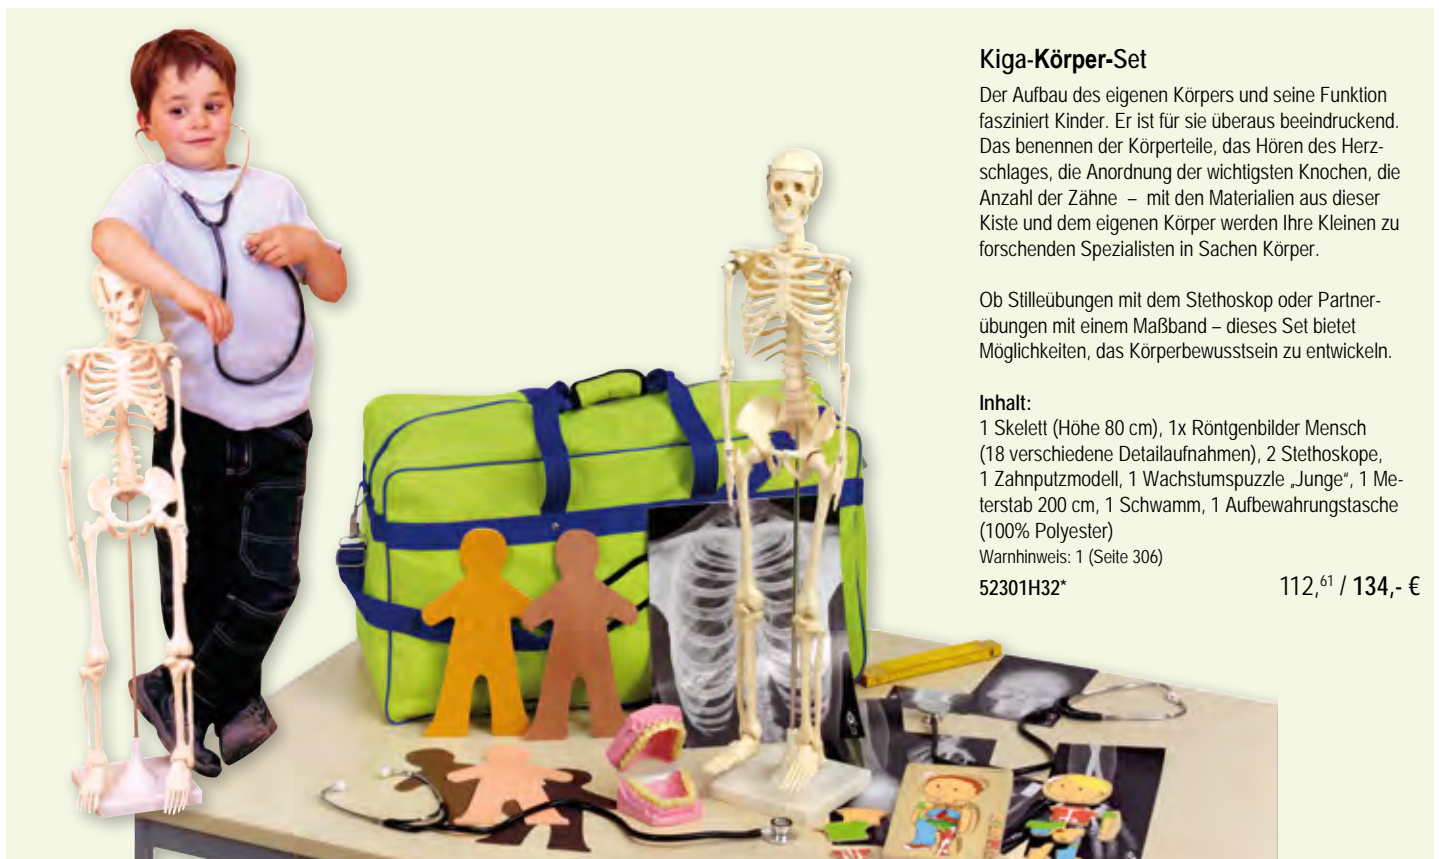 Kiga-Körper-Set
Der Aufbau des eigenen Körpers und seine Funktion
fasziniert Kinder. Er ist für sie überaus beeindruckend.
Das benennen der Körperteile, das Hören des Herz-
schlages, die Anordnung der wichtigsten Knochen, die
Anzahl der Zähne – mit den Materialien aus dieser
Kiste und dem eigenen Körper werden Ihre Kleinen zu
forschenden Spezialisten in Sachen Körper.
Ob Stilleübungen mit dem Stethoskop oder Partner-
übungen mit einem Maßband – dieses Set bietet
Möglichkeiten, das Körperbewusstsein zu entwickeln.
Inhalt:
1 Skelett (Höhe 80 cm), 1x Röntgenbilder Mensch
(18 verschiedene Detailaufnahmen), 2 Stethoskope,
1 Zahnputzmodell, 1 Wachstumspuzzle „Junge“, 1 Me-
terstab 200 cm, 1 Schwamm, 1 Aufbewahrungstasche
(100% Polyester)
Warnhinweis: 1 (Seite 306)
52301H32* 112,61 / 134,- €